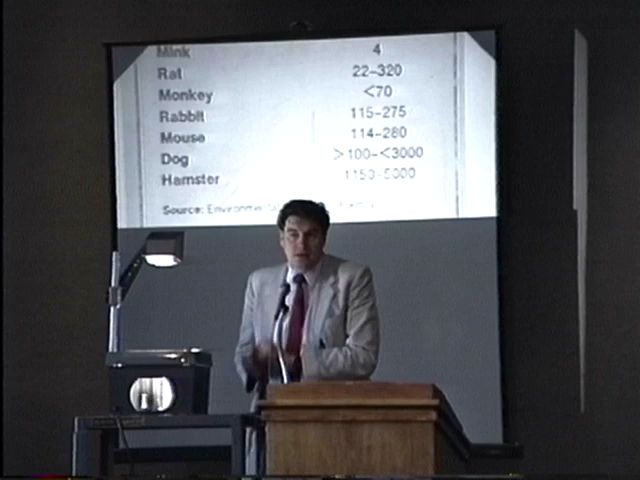 Mink 4
Rat 22–320
Monkey <70
Rabbit 115–275
Mouse 114–280
Dog >100–<3000
Hamster 1150–5000
Source: